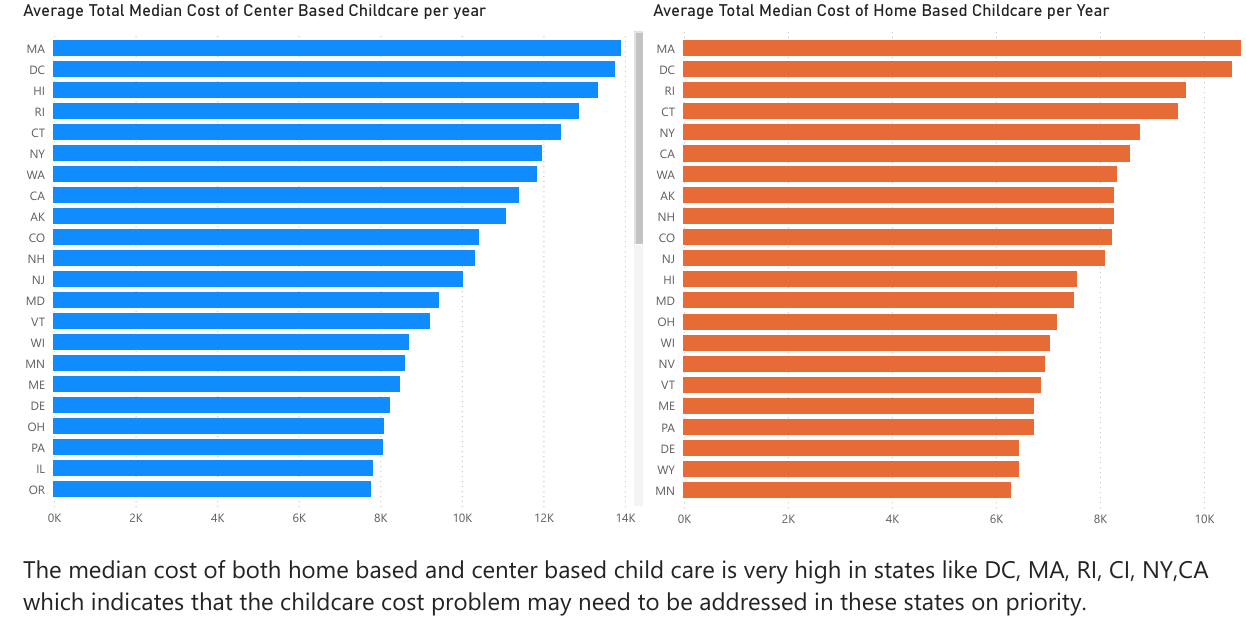 Average Total Median Cost of Center Based Childcare per year
MA
DC
HI
RI
CT
NY
WA
CA
AK
CO
NH
NJ
MD
VT
WI
MN
ME
DE
OH
PA
IL
OR
0K 2K 4K 6K 8K 10K 12K 14K
Average Total Median Cost of Home Based Childcare per Year
MA
DC
RI
CT
NY
CA
WA
AK
NH
CO
NJ
HI
MD
OH
WI
NV
VT
ME
PA
DE
WY
MN
0K 2K 4K 6K 8K 10K
The median cost of both home based and center based child care is very high in states like DC, MA, RI, CI, NY,CA
which indicates that the childcare cost problem may need to be addressed in these states on priority.